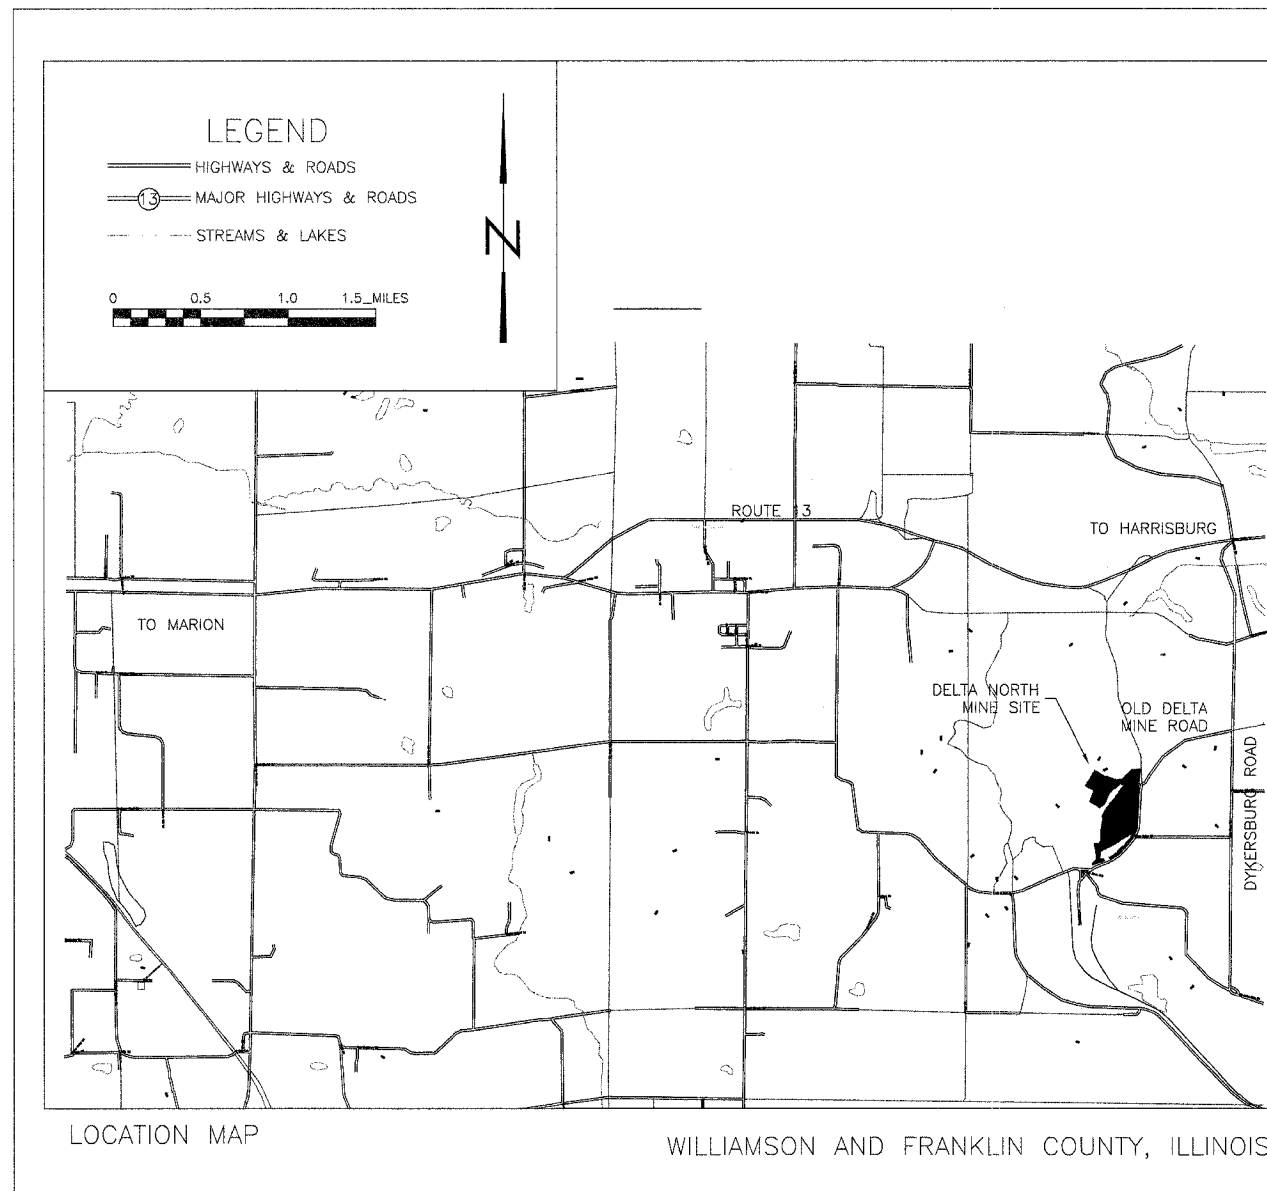 LEGEND
HIGHWAYS & ROADS
13 MAJOR HIGHWAYS & ROADS
STREAMS & LAKES
0 0.5 1.0 1.5_MILES
N
ROUTE 13
TO HARRISBURG
TO MARION
DELTA NORTH
MINE SITE
OLD DELTA
MINE ROAD
DYKERSBURG ROAD
LOCATION MAP
WILLIAMSON AND FRANKLIN COUNTY, ILLINOIS